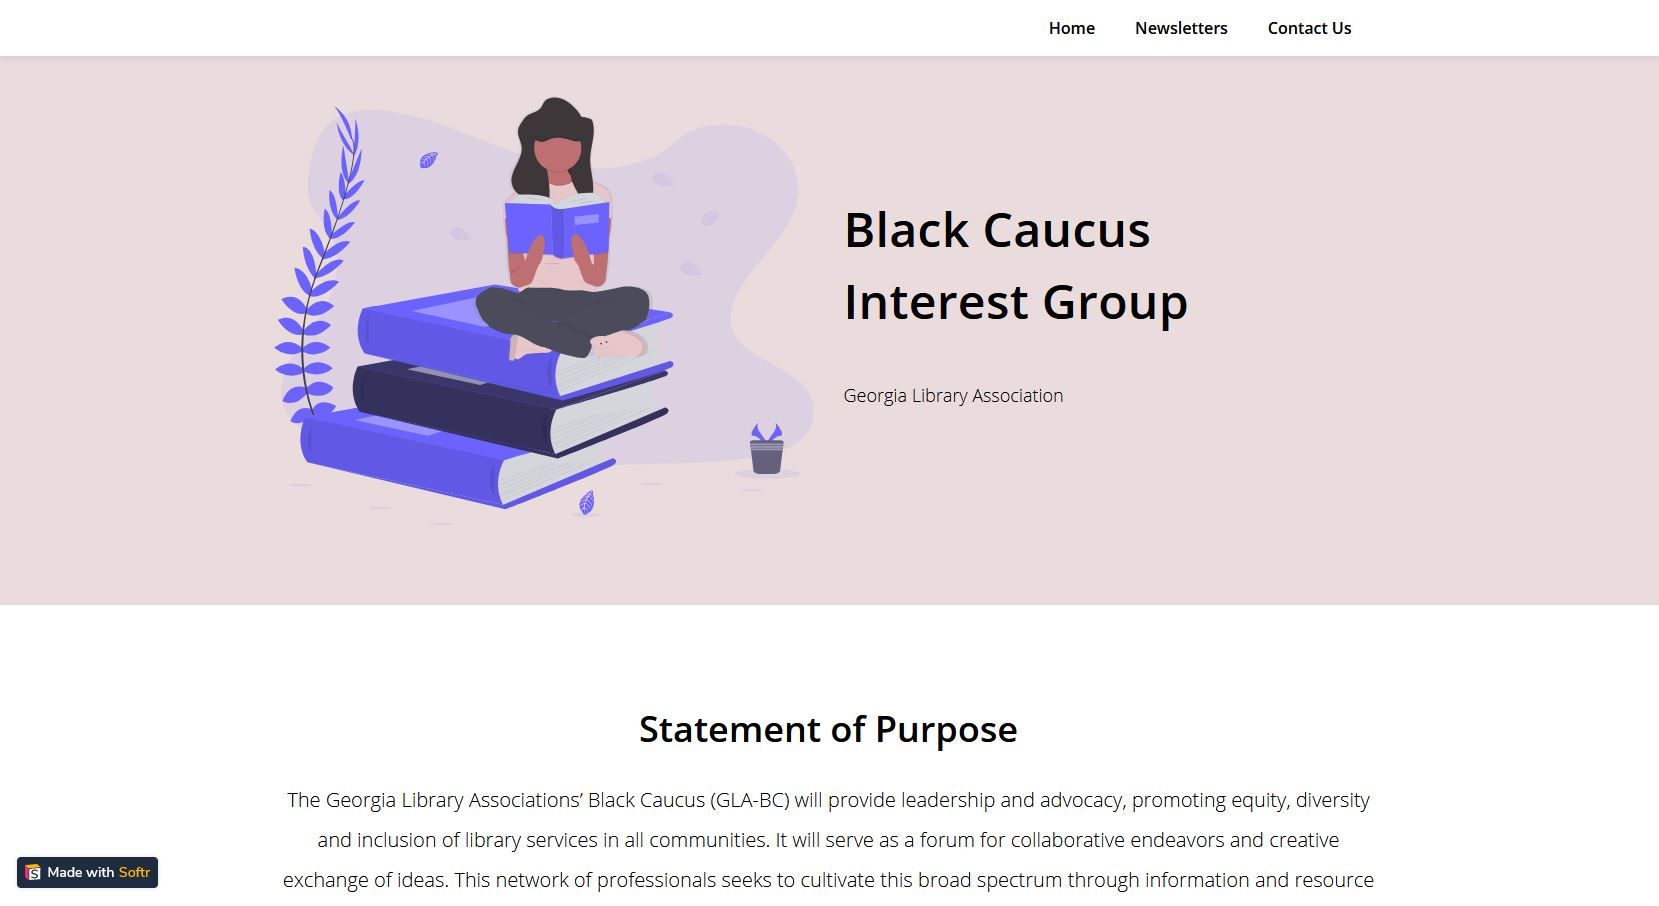 Home Newsletters Contact Us
Black Caucus
Interest Group
Georgia Library Association
Statement of Purpose
The Georgia Library Associations’ Black Caucus (GLA-BC) will provide leadership and advocacy, promoting equity, diversity
and inclusion of library services in all communities. It will serve as a forum for collaborative endeavors and creative
exchange of ideas. This network of professionals seeks to cultivate this broad spectrum through information and resource
Made with Softr